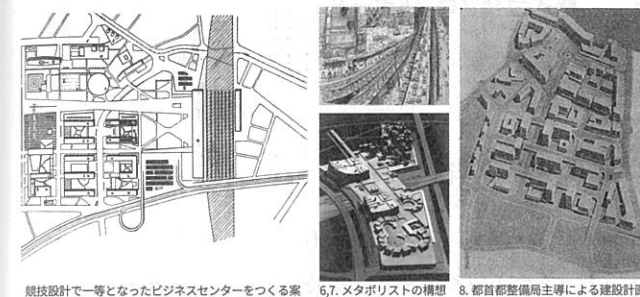 競技設計で一等となったビジネスセンターをつくる案
6,7. メタボリストの構想
8. 都首都整備局主導による建設計